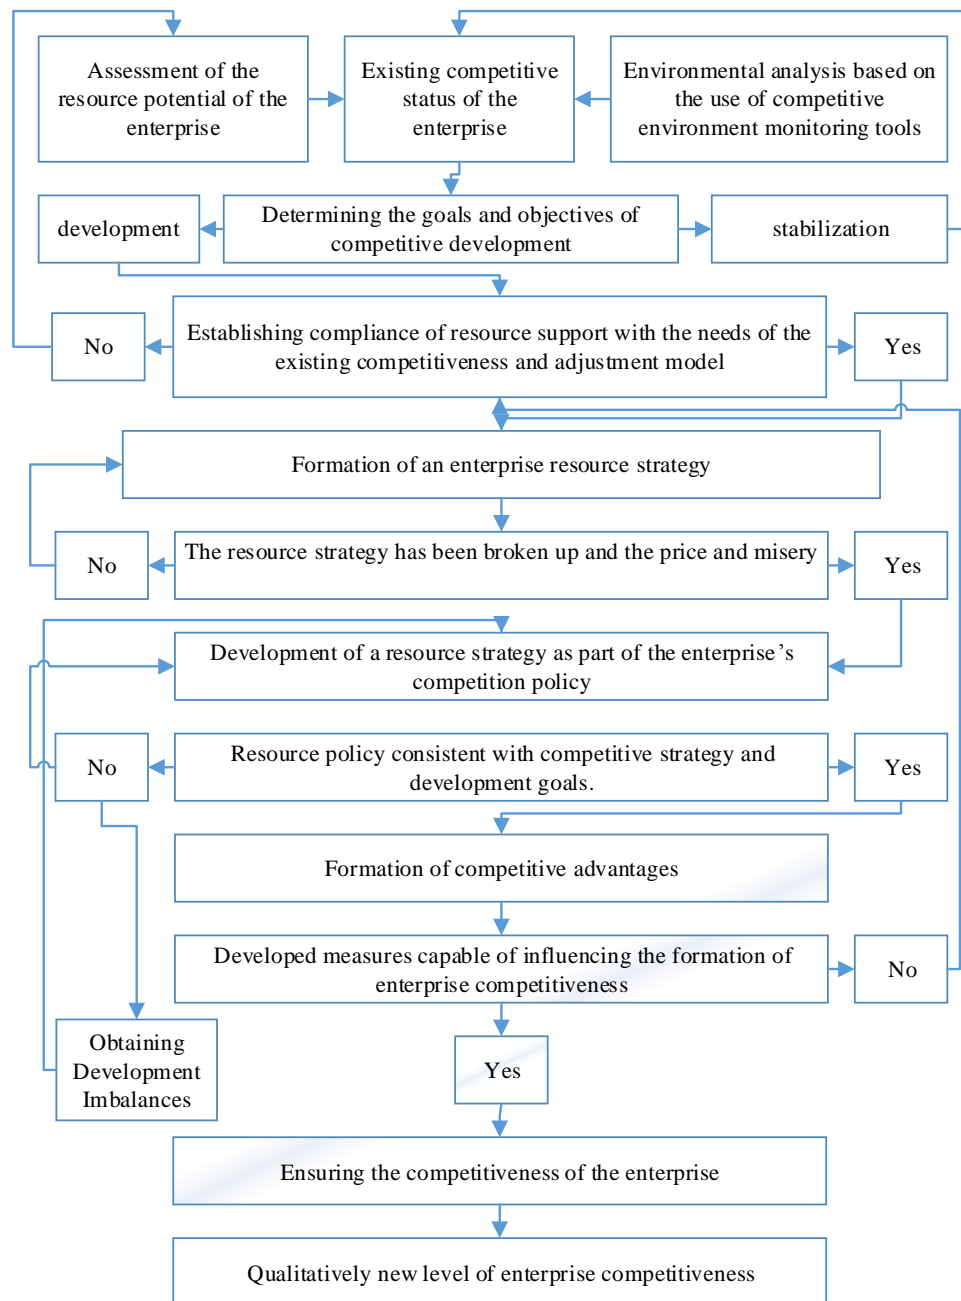 Assessment of the
resource potential of the
enterprise
Existing competitive
status of the
enterprise
Environmental analysis based on
the use of competitive
environment monitoring tools
development
Determining the goals and objectives of
competitive development
stabilization
No
Establishing compliance of resource support with the needs of the
existing competitiveness and adjustment model
Yes
Formation of an enterprise resource strategy
No
The resource strategy has been broken up and the price and misery
Yes
Development of a resource strategy as part of the enterprise’s
competition policy
No
Resource policy consistent with competitive strategy and
development goals.
Yes
Formation of competitive advantages
Developed measures capable of influencing the formation of
enterprise competitiveness
No
Obtaining
Development
Imbalances
Yes
Ensuring the competitiveness of the enterprise
Qualitatively new level of enterprise competitiveness